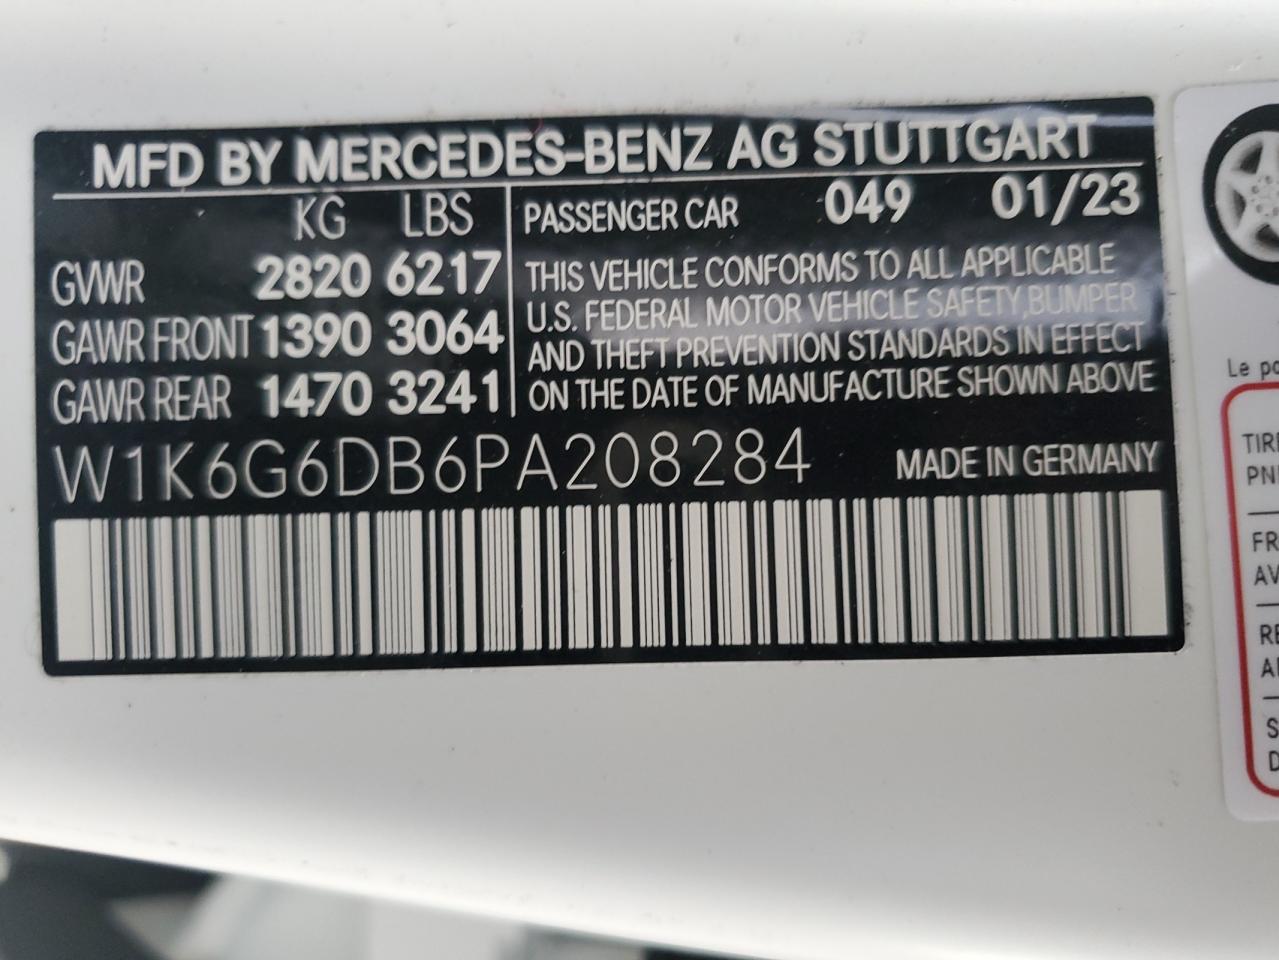 MFD BY MERCEDES-BENZ AG STUTTGART
KG LBS
GVWR 2820 6217
GAWR FRONT 1390 3064
GAWR REAR 1470 3241
PASSENGER CAR 049 01/23
THIS VEHICLE CONFORMS TO ALL APPLICABLE
U.S. FEDERAL MOTOR VEHICLE SAFETY,BUMPER
AND THEFT PREVENTION STANDARDS IN EFFECT
ON THE DATE OF MANUFACTURE SHOWN ABOVE
W1K6G6DB6PA208284 MADE IN GERMANY
Le